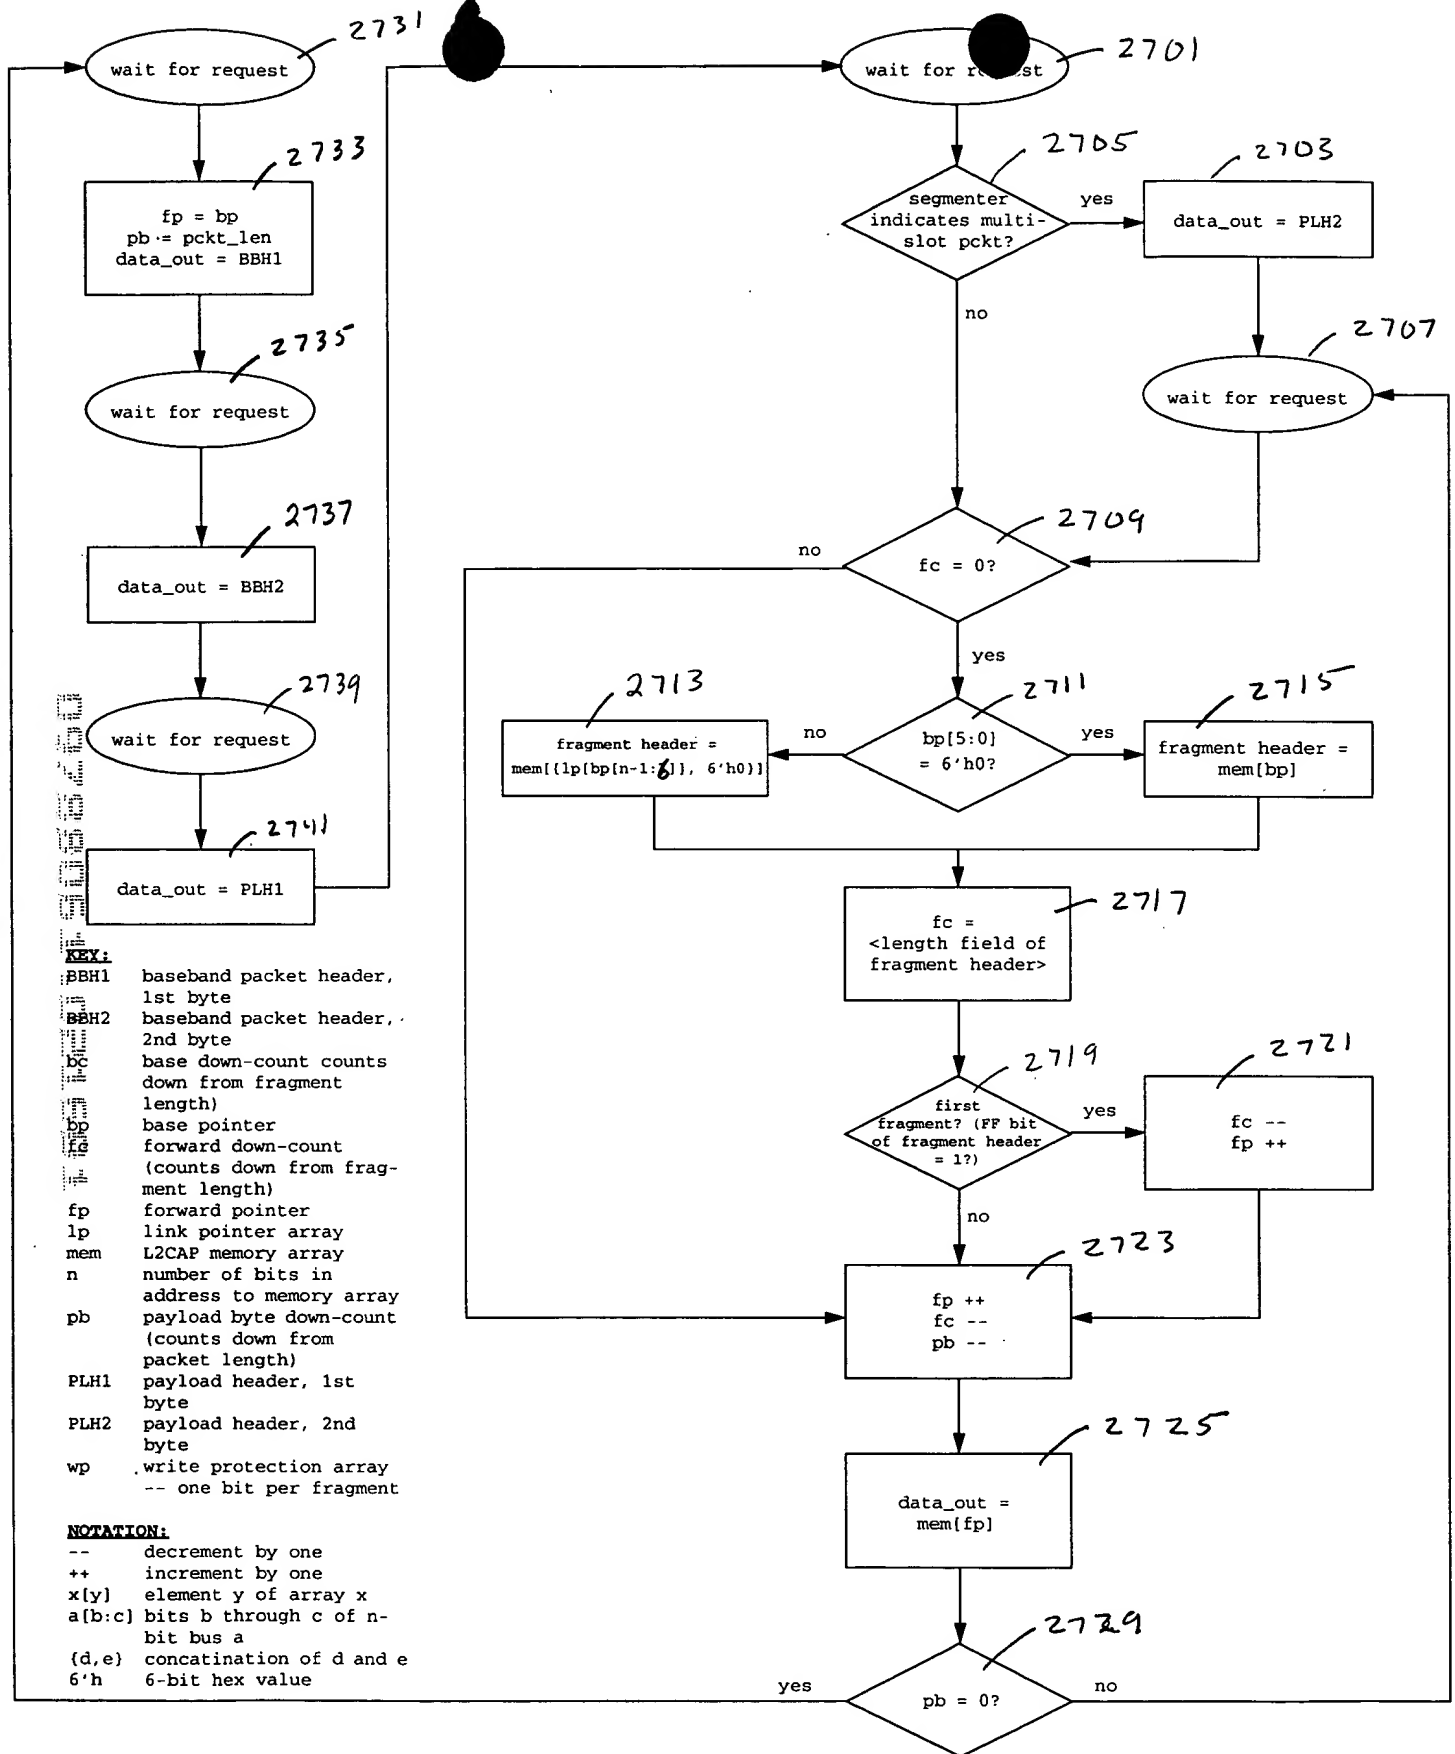 2731
wait for request
2733
fp = bp
pb := pckt_len
data_out = BBH1
2735
wait for request
2737
data_out = BBH2
2739
wait for request
2741
data_out = PLH1
2701
wait for
2705
segmenter
indicates multi-
slot pckt?
yes
no
2703
data_out = PLH2
2707
wait for request
2709
fc = 0?
no
yes
2711
bp[5:0]
= 6'h0?
no
yes
2713
fragment header =
mem[{lp[bp[n-1:6]}, 6'h0}]
2715
fragment header =
mem[bp]
2717
fc =
<length field of
fragment header>
2719
first
fragment? (FF bit
of fragment header
= 1?)
yes
no
2721
fc --
fp ++
2723
fp ++
fc --
pb --
2725
data_out =
mem[fp]
2729
pb = 0?
yes
no
KEY:
BBH1 baseband packet header,
1st byte
BBH2 baseband packet header,
2nd byte
bc base down-count counts
down from fragment
length)
bp base pointer
fc forward down-count
(counts down from frag-
ment length)
fp forward pointer
lp link pointer array
mem L2CAP memory array
n number of bits in
address to memory array
pb payload byte down-count
(counts down from
packet length)
PLH1 payload header, 1st
byte
PLH2 payload header, 2nd
byte
wp write protection array
-- one bit per fragment
NOTATION:
-- decrement by one
++ increment by one
x[y] element y of array x
a[b:c] bits b through c of n-
bit bus a
{d,e} concatination of d and e
6'h 6-bit hex value